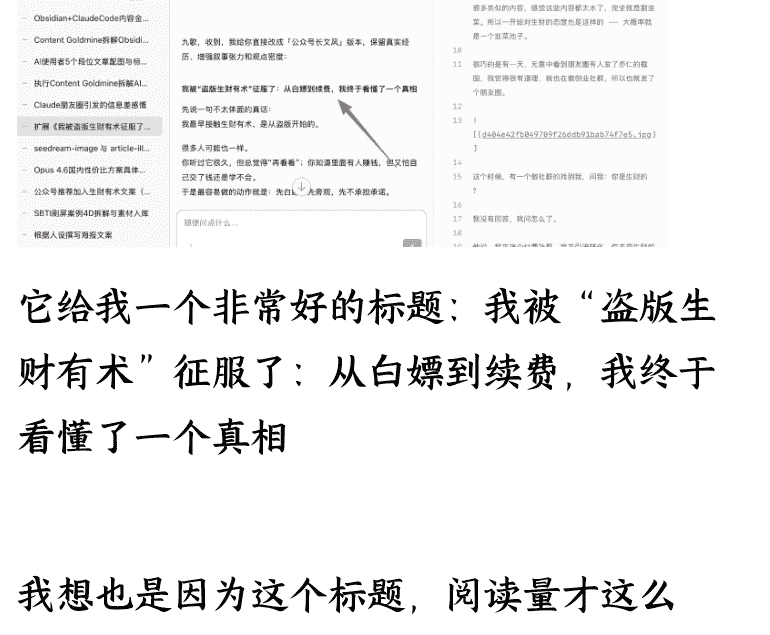 Obsidian+ClaudeCode内容金...
Content Goldmine拆解Obsidi...
AI使用者5个段位文章配图与标...
执行Content Goldmine拆解AI...
Claude朋友圈引发的信息差感慨
扩展《我被盗版生财有术征服了...
seedream-image 与 article-ill...
Opus 4.6国内性价比方案具体...
公众号推荐加入生财有术文案（...
SBTI刷屏案例4D拆解与素材入库
根据人设撰写海报文案
九歌，收到，我给你直接改成「公众号长文风」版本，保留真实经
历、增强叙事张力和观点密度：
我被“盗版生财有术”征服了：从白嫖到续费，我终于看懂了一个真相
先说一句不太体面的真话：
我最早接触生财有术，是从盗版开始的。
很多人可能也一样。
你听过它很久，但总觉得“再看看”；你知道里面有人赚钱，但又怕自
己交了钱还是学不会。
于是最容易做的动作就是：先白嫖，先旁观，先不承担承诺。
随便问点什么...
很多类似的内容，感觉这些内容都太水了，完全就是割韭
菜。所以一开始对生财的态度也是这样的 --- 大概率就
是一个韭菜池子。
10
11 很巧的是有一天，无意中看到朋友圈有人发了亦仁的截
图，我觉得很有道理，我也在做创业社群，所以也就发了
个朋友圈。
12
13 !
[[d404e42fb049709f26ddb91bab74f7e5.jpg]
]
14
15 这个时候，有一个做社群的找到我，问我：你是生财的
？
16
17 我没有回答，就问怎么了。
18
它给我一个非常好的标题：我被“盗版生
财有术”征服了：从白嫖到续费，我终于
看懂了一个真相
我想也是因为这个标题，阅读量才这么